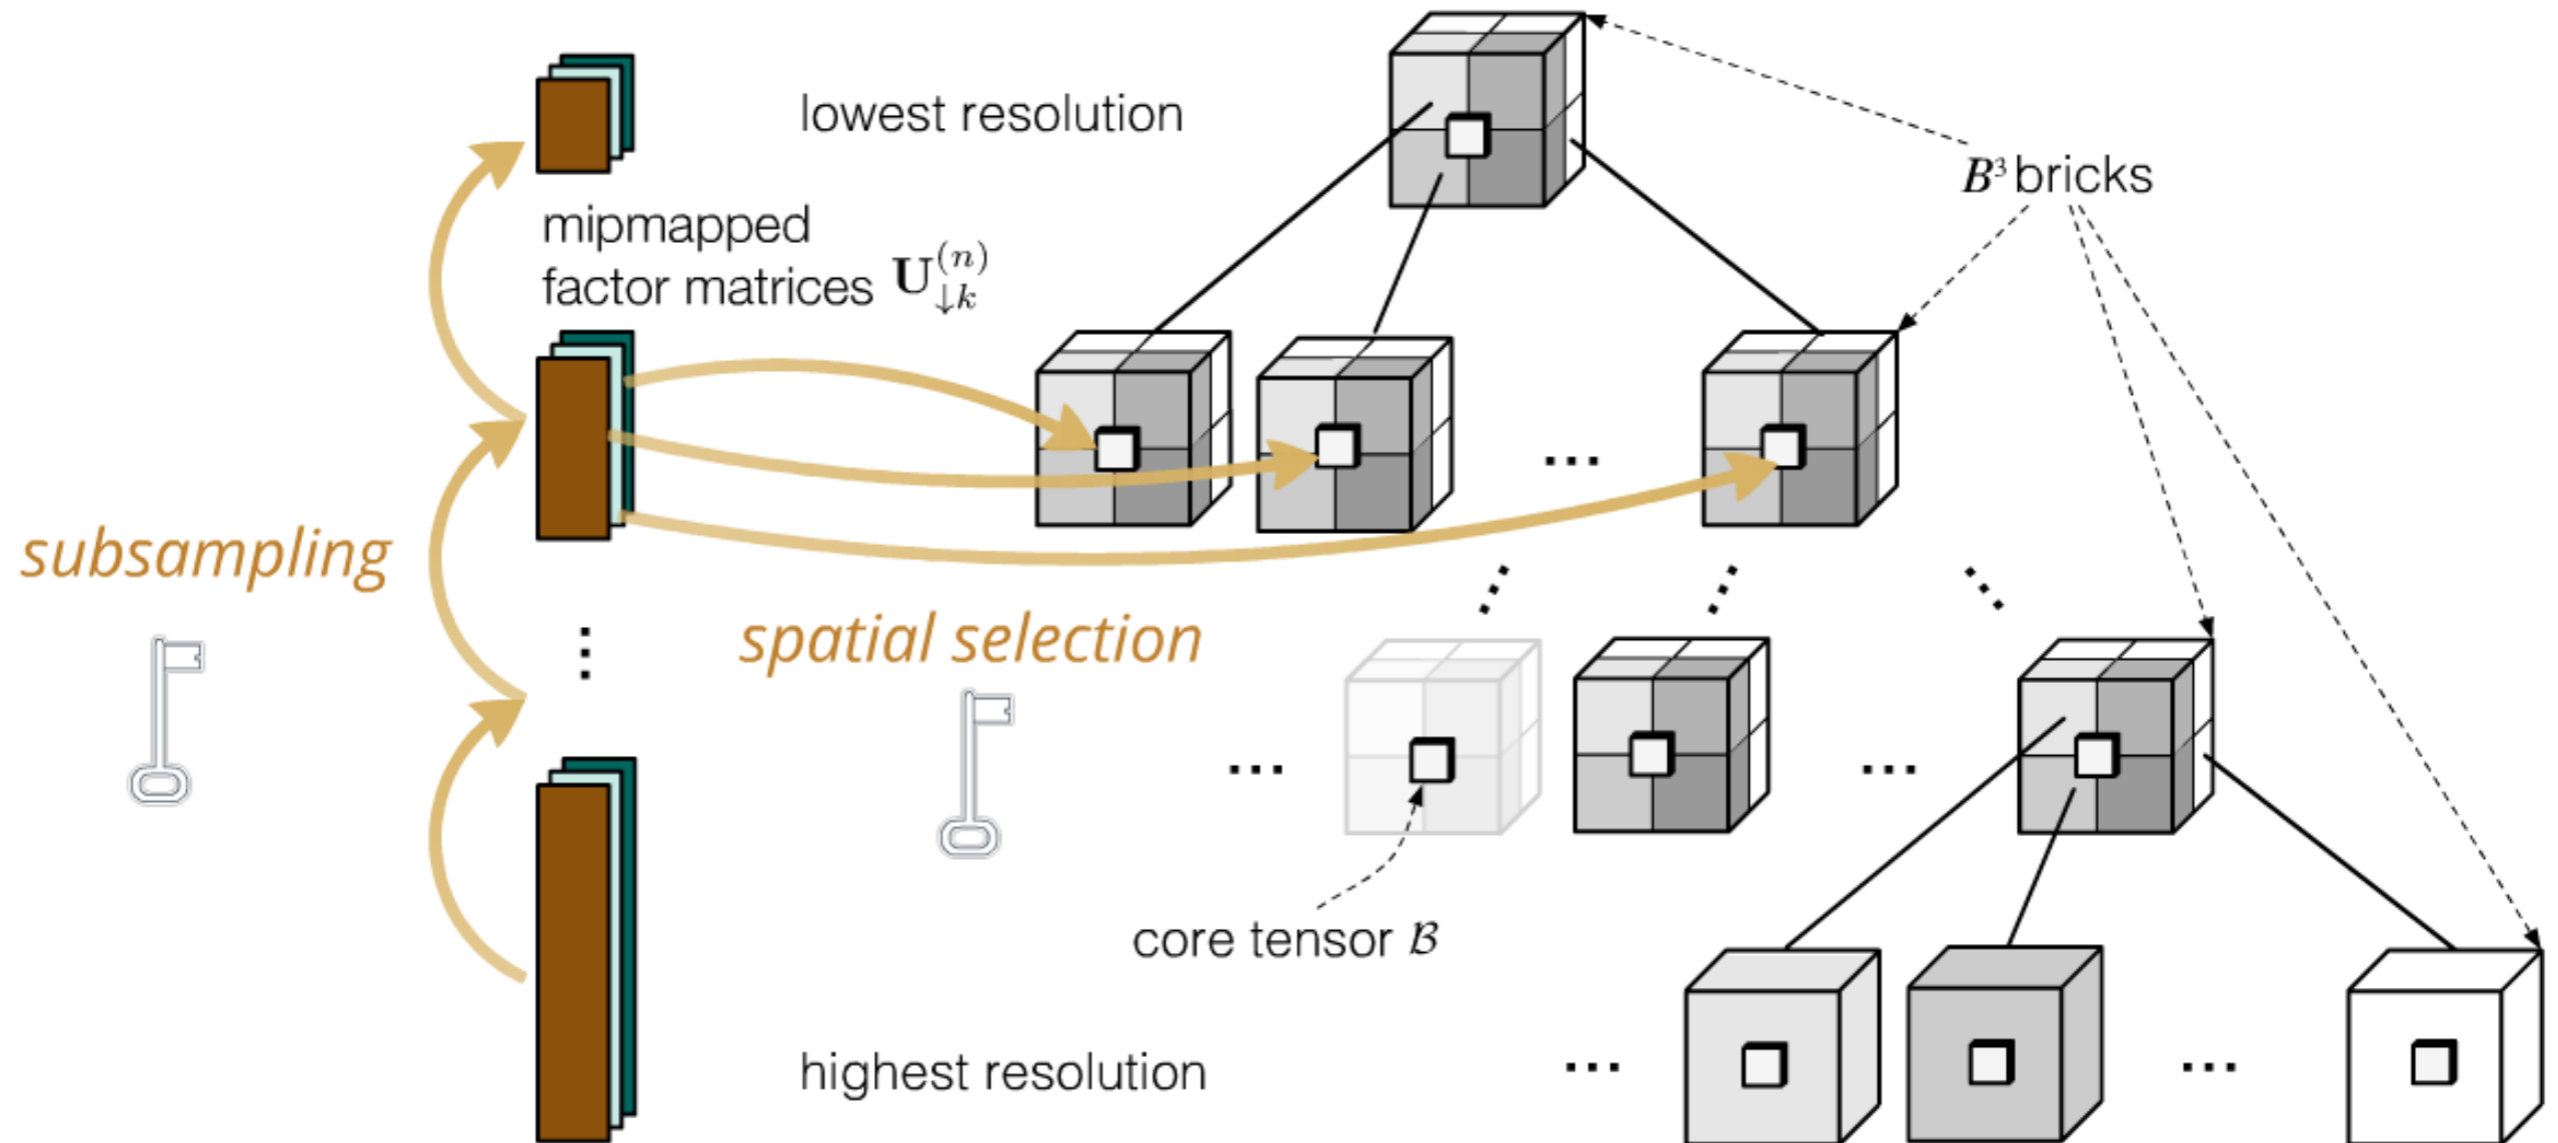 lowest resolution
B³ bricks
mipmapped
factor matrices U↓k^(n)
...
subsampling
spatial selection
...
...
core tensor ℬ
highest resolution
...
...